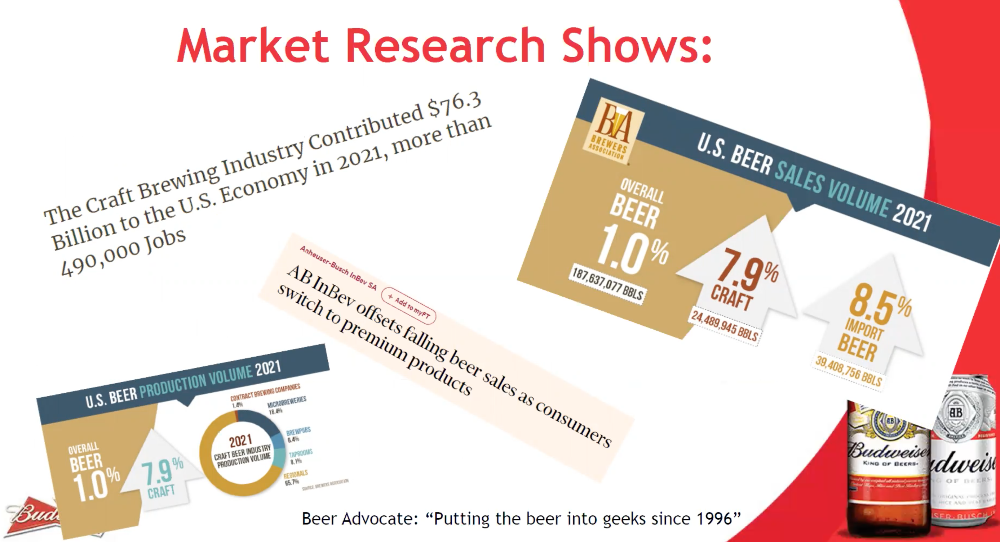 Market Research Shows:
The Craft Brewing Industry Contributed $76.3
Billion to the U.S. Economy in 2021, more than
490,000 Jobs
BA
BREWERS
ASSOCIATION
U.S. BEER SALES VOLUME 2021
OVERALL
BEER
1.0%
187,637,077 BBLS
7.9%
CRAFT
24,489,945 BBLS
8.5%
IMPORT
BEER
39,408,756 BBLS
Anheuser-Busch InBev SA
+ Add to myFT
AB InBev offsets falling beer sales as consumers
switch to premium products
U.S. BEER PRODUCTION VOLUME 2021
OVERALL
BEER
1.0%
7.9%
CRAFT
2021
CRAFT BEER INDUSTRY
PRODUCTION VOLUME
CONTRACT BREWING COMPANIES
1.4%
MICROBREWERIES
18.4%
BREWPUBS
6.4%
TAPROOMS
8.1%
REGIONALS
65.7%
SOURCE: BREWERS ASSOCIATION
Beer Advocate: “Putting the beer into geeks since 1996”
Bud
AB
Budweiser
KING OF BEERS
AB
udweise
OF BEERS